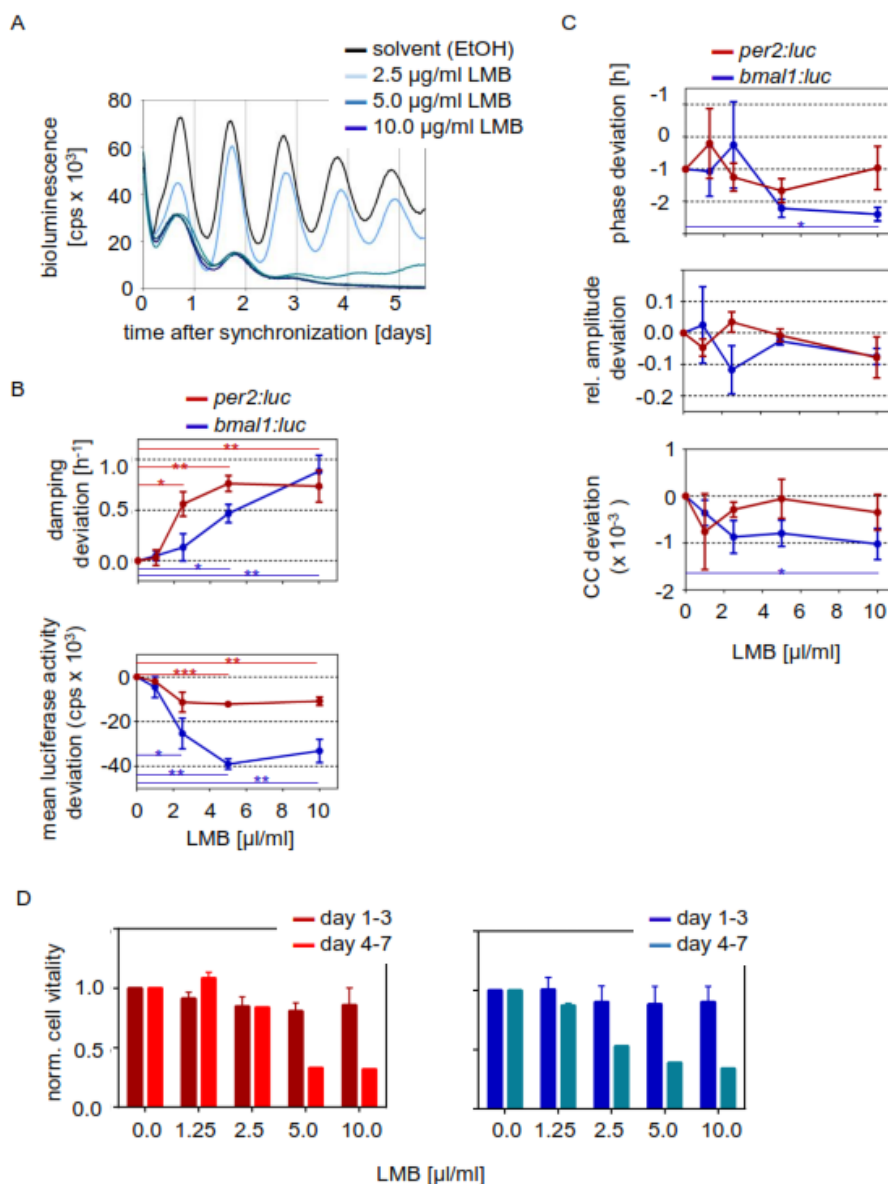 A
solvent (EtOH)
2.5 µg/ml LMB
5.0 µg/ml LMB
10.0 µg/ml LMB
bioluminescence
[cps x 10³]
80
60
40
20
0
0 1 2 3 4 5
time after synchronization [days]
B
per2:luc
bmal1:luc
damping
deviation [h⁻¹]
1.0
0.5
0.0
**
**
*
*
**
mean luciferase activity
deviation (cps x 10³)
0
-20
-40
**
***
*
**
**
0 2 4 6 8 10
LMB [µl/ml]
C
per2:luc
bmal1:luc
phase deviation [h]
-1
0
-1
-2
*
rel. amplitude
deviation
0.1
0.0
-0.1
-0.2
CC deviation
(x 10⁻³)
1
0
-1
-2
*
0 2 4 6 8 10
LMB [µl/ml]
D
day 1-3
day 4-7
day 1-3
day 4-7
norm. cell vitality
1.0
0.5
0.0
0.0 1.25 2.5 5.0 10.0
0.0 1.25 2.5 5.0 10.0
LMB [µl/ml]